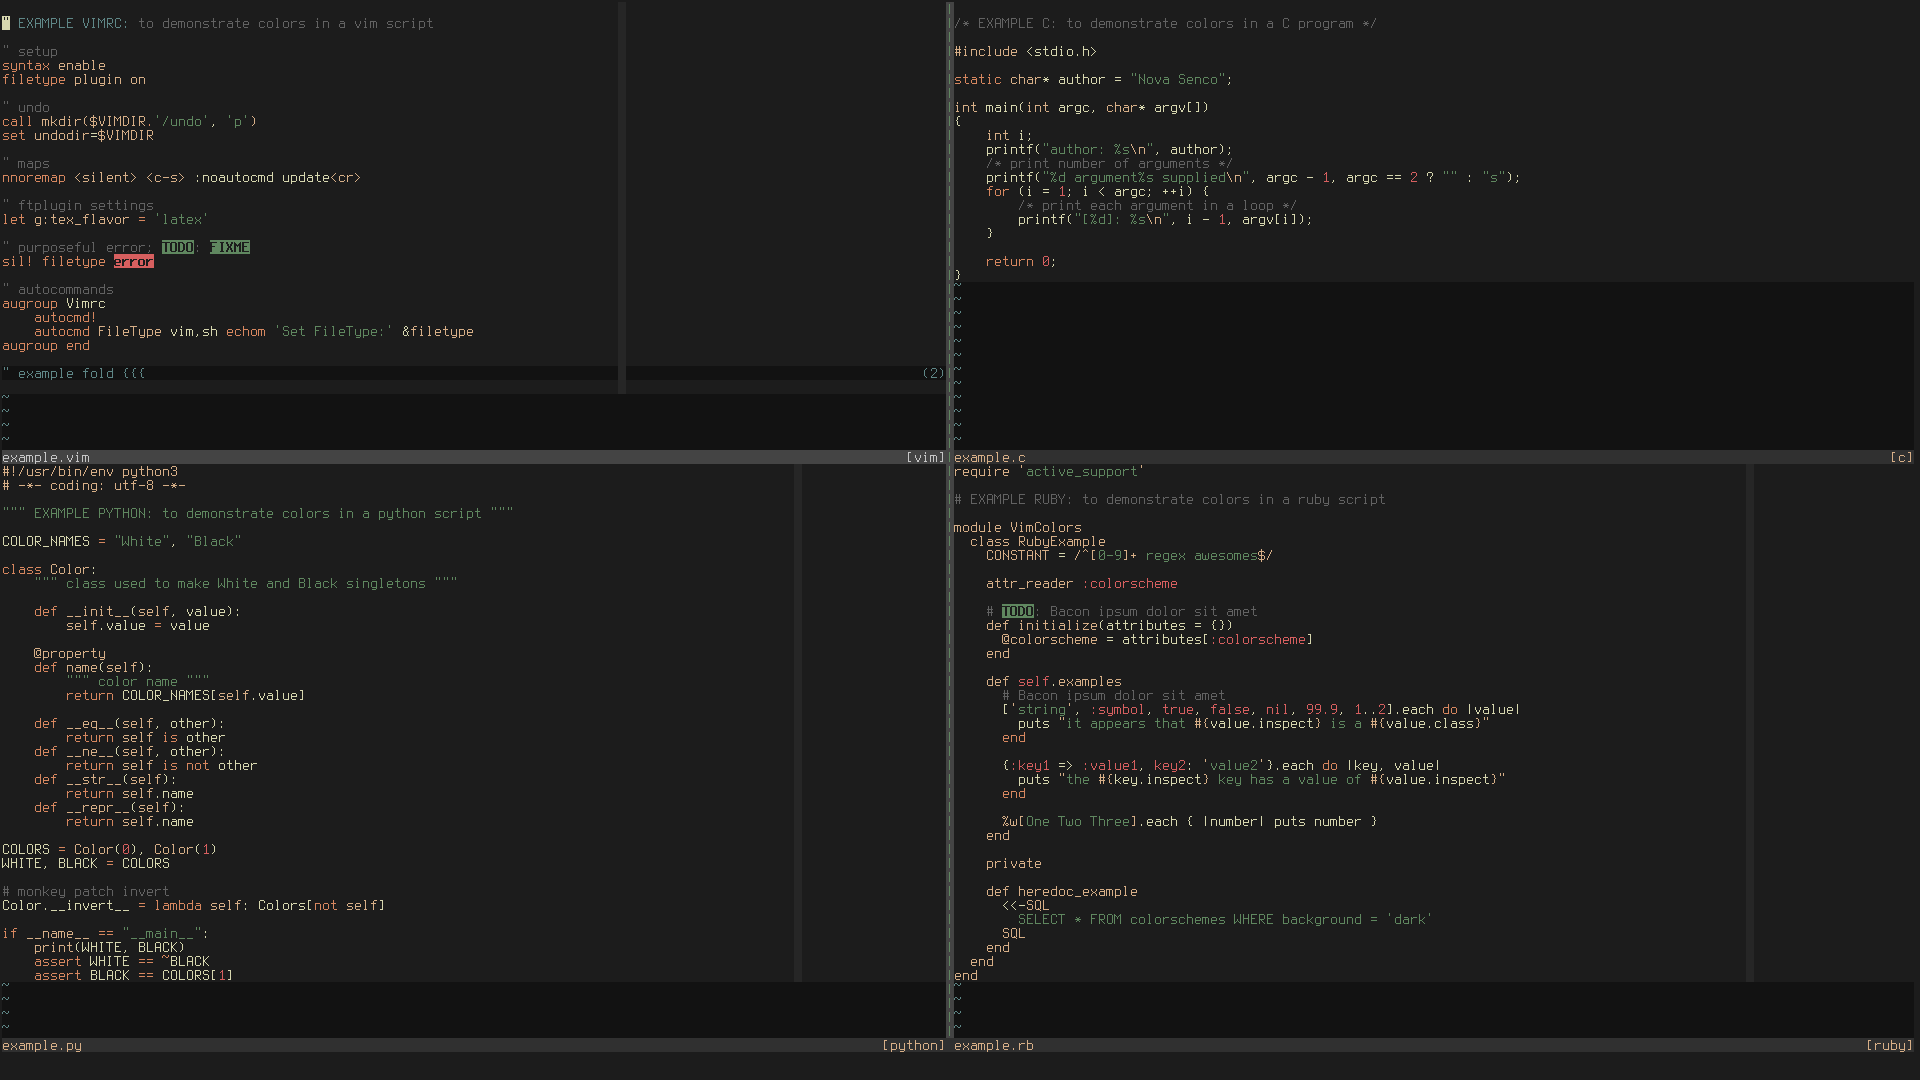 " EXAMPLE VIMRC: to demonstrate colors in a vim script
" setup
syntax enable
filetype plugin on
" undo
call mkdir($VIMDIR.'/undo', 'p')
set undodir=$VIMDIR
" maps
nnoremap <silent> <c-s> :noautocmd update<cr>
" ftplugin settings
let g:tex_flavor = 'latex'
" purposeful error; TODO: FIXME
sil! filetype error
" autocommands
augroup Vimrc
    autocmd!
    autocmd FileType vim,sh echom 'Set FileType:' &filetype
augroup end
" example fold {{{ (2)
~
~
~
~
example.vim [vim]
/* EXAMPLE C: to demonstrate colors in a C program */
#include <stdio.h>
static char* author = "Nova Senco";
int main(int argc, char* argv[])
{
    int i;
    printf("author: %s\n", author);
    /* print number of arguments */
    printf("%d argument%s supplied\n", argc - 1, argc == 2 ? "" : "s");
    for (i = 1; i < argc; ++i) {
        /* print each argument in a loop */
        printf("[%d]: %s\n", i - 1, argv[i]);
    }
    return 0;
}
~
~
~
~
~
~
~
~
~
~
~
~
example.c [c]
#!/usr/bin/env python3
# -*- coding: utf-8 -*-
""" EXAMPLE PYTHON: to demonstrate colors in a python script """
COLOR_NAMES = "White", "Black"
class Color:
    """ class used to make White and Black singletons """
    def __init__(self, value):
        self.value = value
    @property
    def name(self):
        """ color name """
        return COLOR_NAMES[self.value]
    def __eq__(self, other):
        return self is other
    def __ne__(self, other):
        return self is not other
    def __str__(self):
        return self.name
    def __repr__(self):
        return self.name
COLORS = Color(0), Color(1)
WHITE, BLACK = COLORS
# monkey patch invert
Color.__invert__ = lambda self: Colors[not self]
if __name__ == "__main__":
    print(WHITE, BLACK)
    assert WHITE == ~BLACK
    assert BLACK == COLORS[1]
~
~
~
~
example.py [python]
require 'active_support'
# EXAMPLE RUBY: to demonstrate colors in a ruby script
module VimColors
  class RubyExample
    CONSTANT = /^[0-9]+ regex awesomes$/
    attr_reader :colorscheme
    # TODO: Bacon ipsum dolor sit amet
    def initialize(attributes = {})
      @colorscheme = attributes[:colorscheme]
    end
    def self.examples
      # Bacon ipsum dolor sit amet
      ['string', :symbol, true, false, nil, 99.9, 1..2].each do |value|
        puts "it appears that #{value.inspect} is a #{value.class}"
      end
      {:key1 => :value1, key2: 'value2'}.each do |key, value|
        puts "the #{key.inspect} key has a value of #{value.inspect}"
      end
      %w[One Two Three].each { |number| puts number }
    end
    private
    def heredoc_example
      <<-SQL
        SELECT * FROM colorschemes WHERE background = 'dark'
      SQL
    end
  end
end
~
~
~
~
example.rb [ruby]